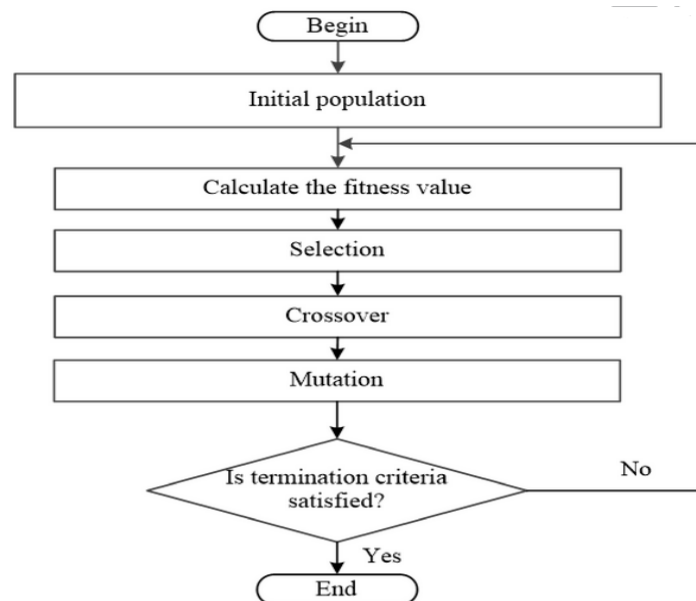 Begin
Initial population
Calculate the fitness value
Selection
Crossover
Mutation
Is termination criteria
satisfied?
No
Yes
End